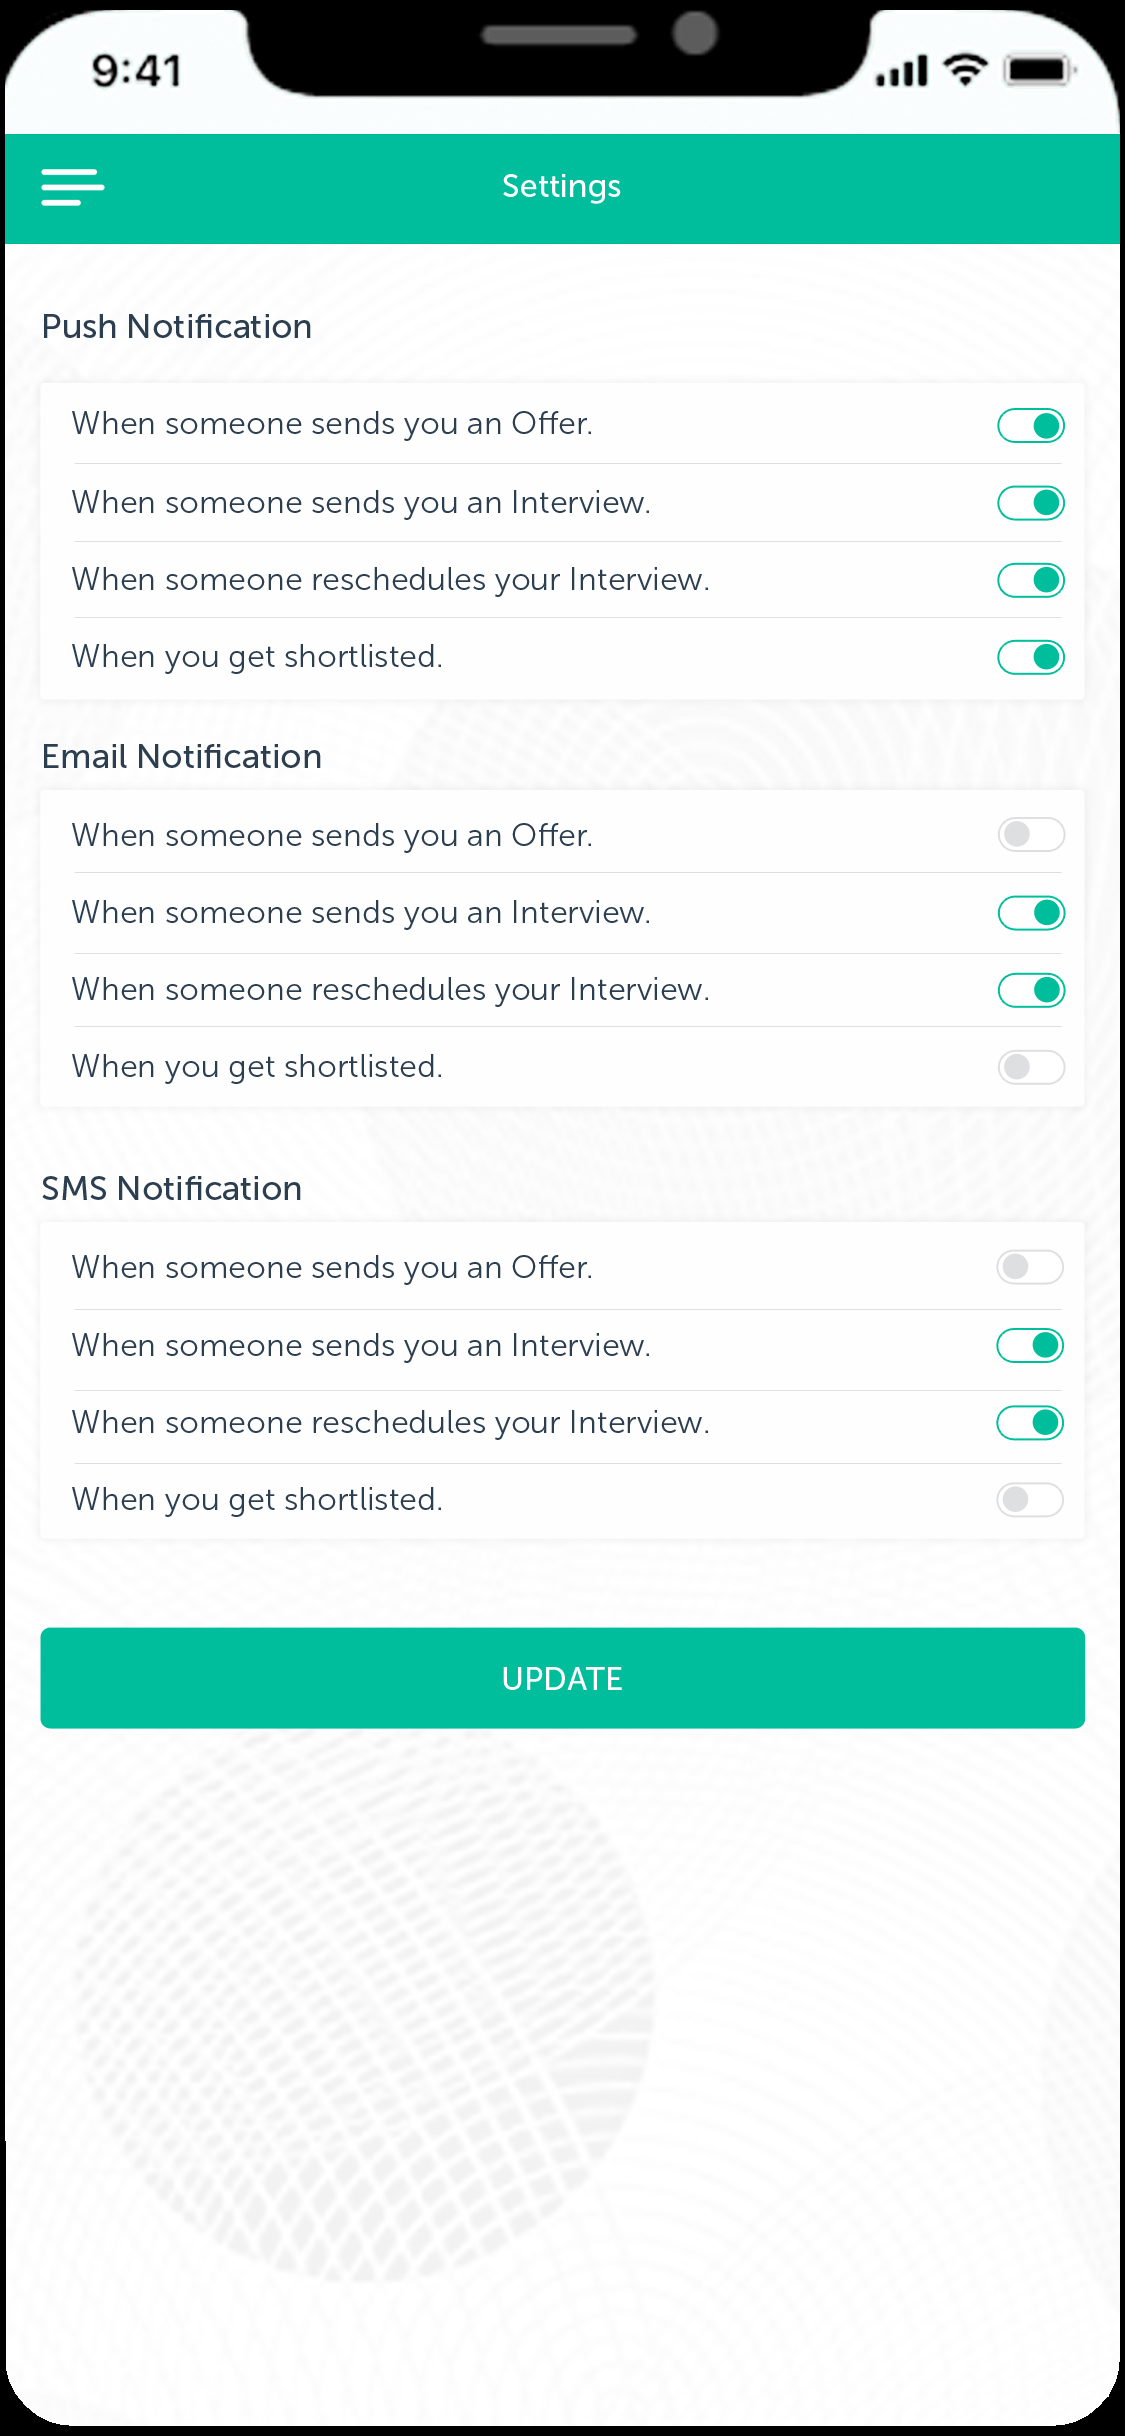 9:41
Settings
Push Notification
When someone sends you an Offer.
When someone sends you an Interview.
When someone reschedules your Interview.
When you get shortlisted.
Email Notification
When someone sends you an Offer.
When someone sends you an Interview.
When someone reschedules your Interview.
When you get shortlisted.
SMS Notification
When someone sends you an Offer.
When someone sends you an Interview.
When someone reschedules your Interview.
When you get shortlisted.
UPDATE